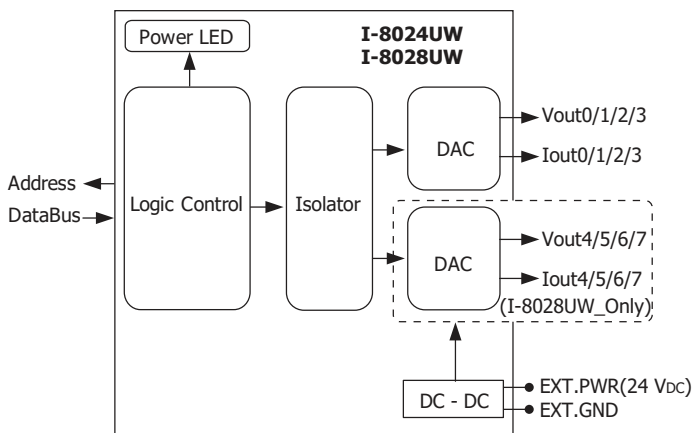 Power LED
I-8024UW
I-8028UW
Vout0/1/2/3
DAC
Iout0/1/2/3
Address
DataBus
Logic Control
Isolator
Vout4/5/6/7
DAC
Iout4/5/6/7
(I-8028UW_Only)
DC - DC
EXT.PWR(24 VDC)
EXT.GND